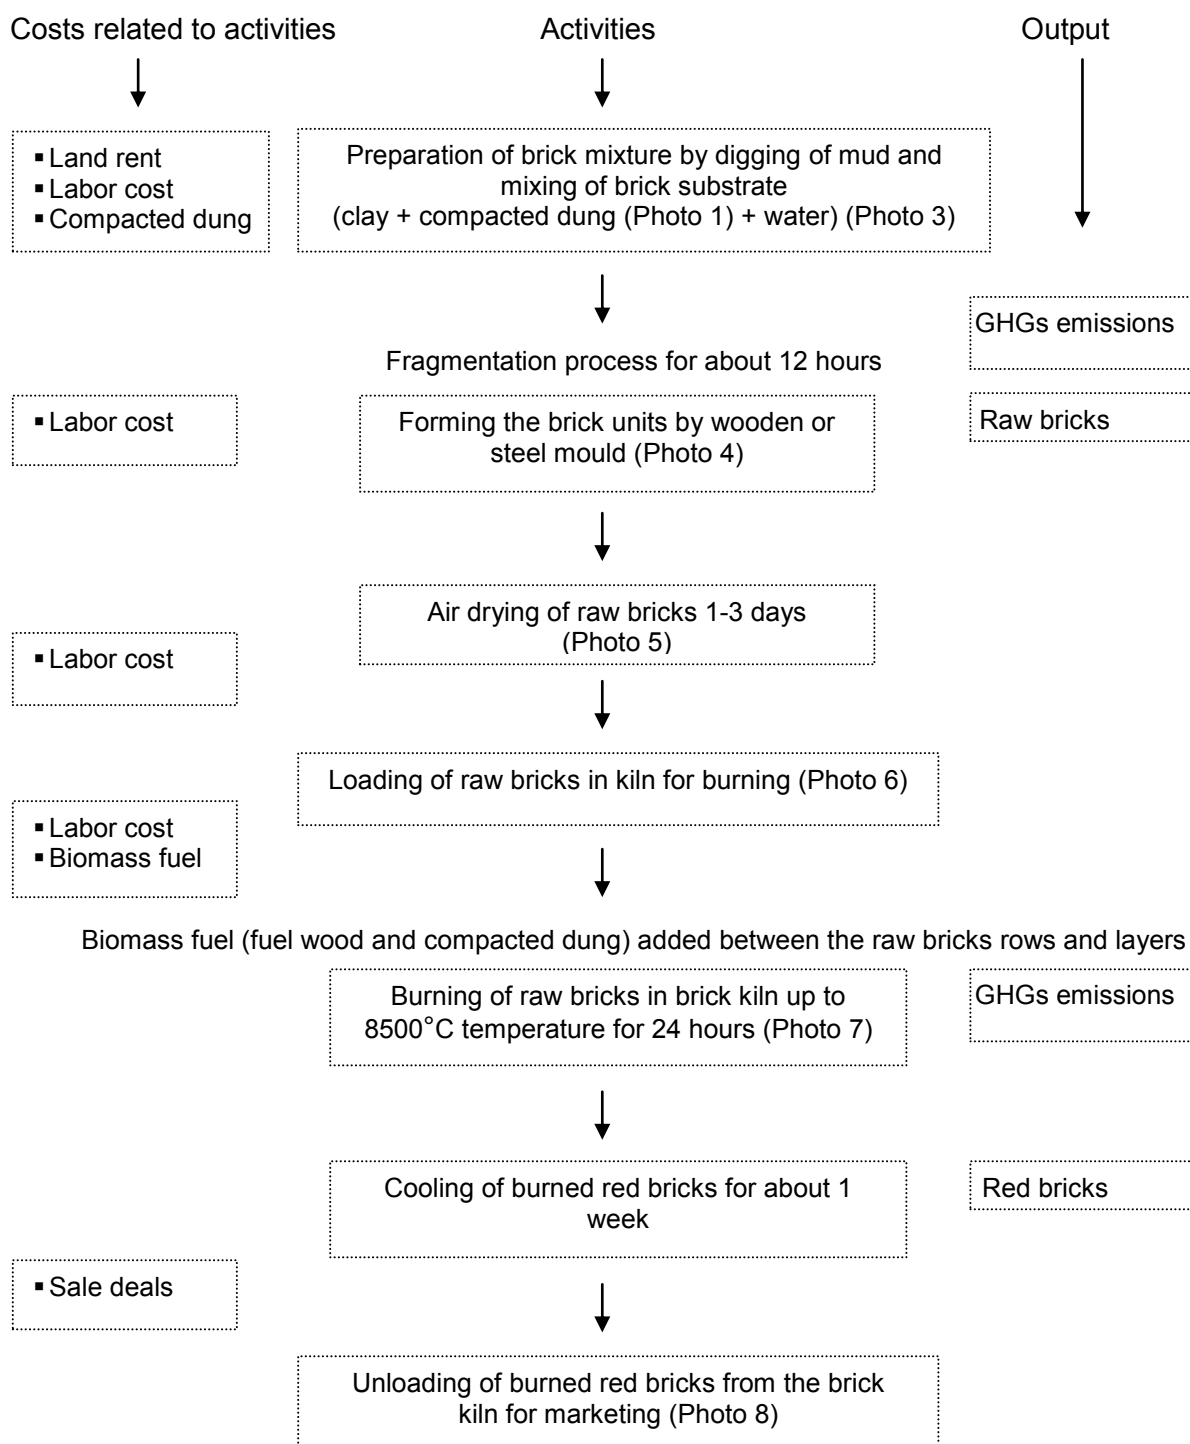 Costs related to activities
Activities
Output
▪ Land rent
▪ Labor cost
▪ Compacted dung
Preparation of brick mixture by digging of mud and
mixing of brick substrate
(clay + compacted dung (Photo 1) + water) (Photo 3)
GHGs emissions
Fragmentation process for about 12 hours
▪ Labor cost
Forming the brick units by wooden or
steel mould (Photo 4)
Raw bricks
Air drying of raw bricks 1-3 days
(Photo 5)
▪ Labor cost
Loading of raw bricks in kiln for burning (Photo 6)
▪ Labor cost
▪ Biomass fuel
Biomass fuel (fuel wood and compacted dung) added between the raw bricks rows and layers
Burning of raw bricks in brick kiln up to
8500°C temperature for 24 hours (Photo 7)
GHGs emissions
Cooling of burned red bricks for about 1
week
Red bricks
▪ Sale deals
Unloading of burned red bricks from the brick
kiln for marketing (Photo 8)